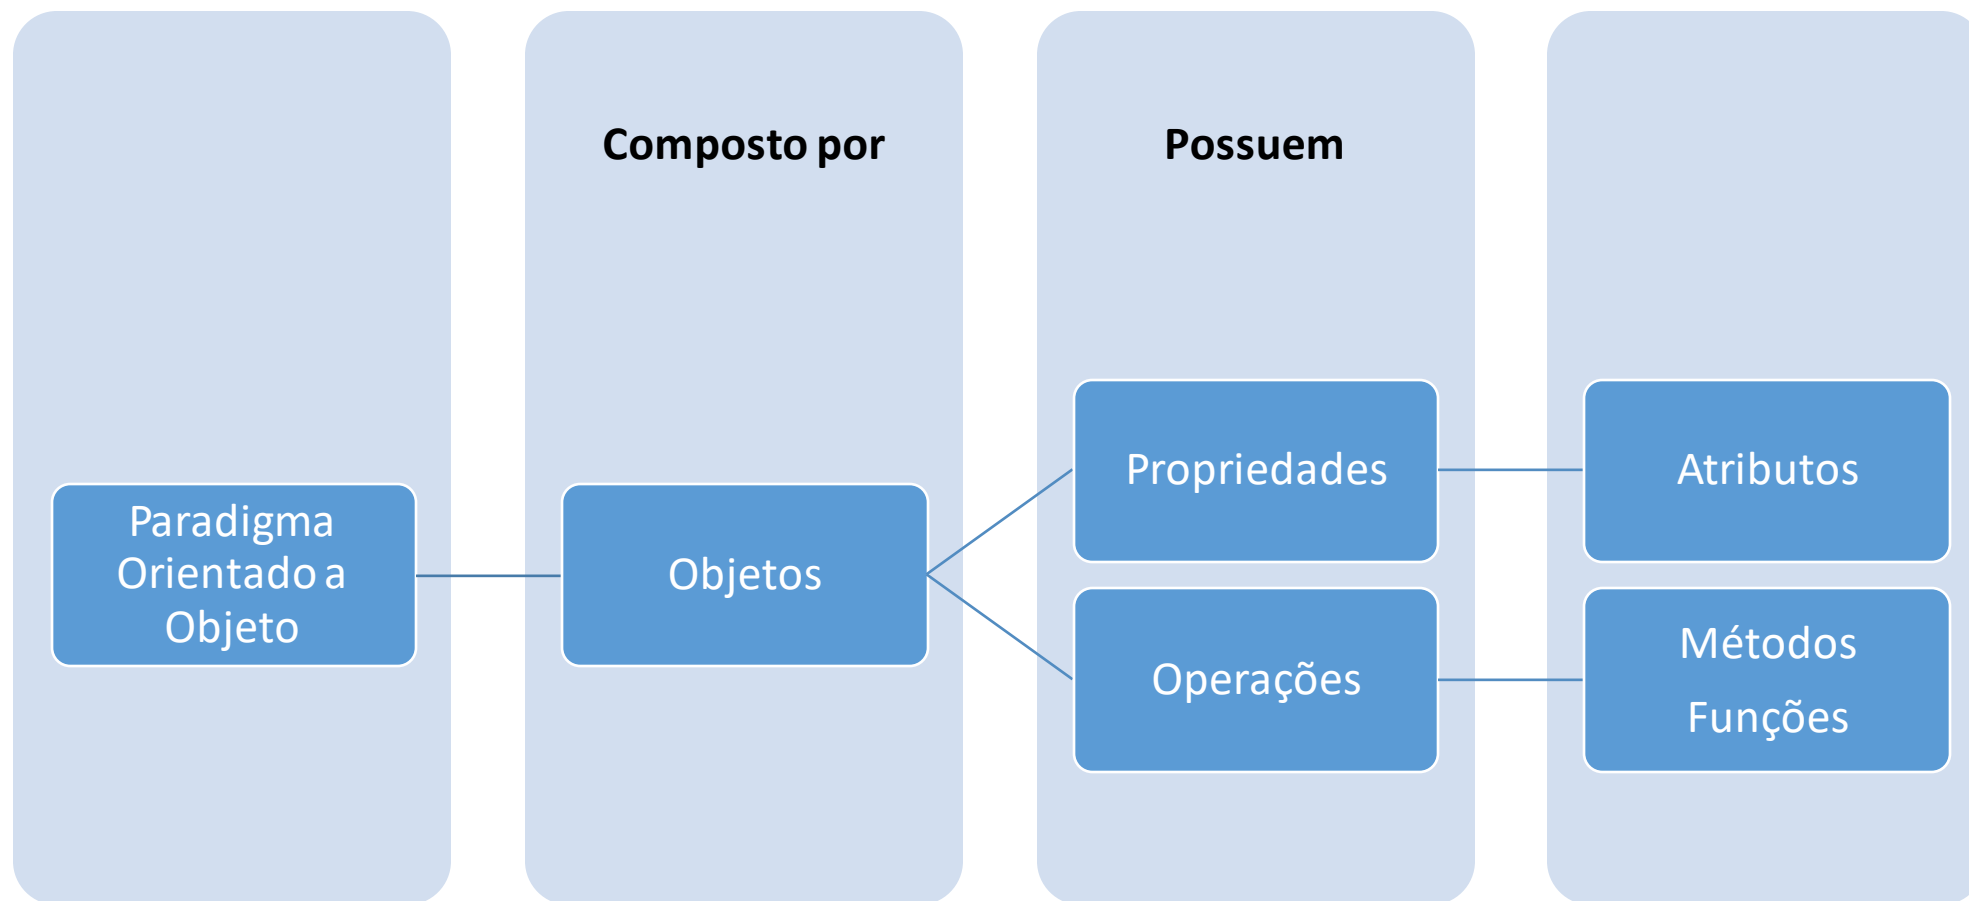 Composto por
Possuem
Paradigma
Orientado a
Objeto
Objetos
Propriedades
Atributos
Operações
Métodos
Funções